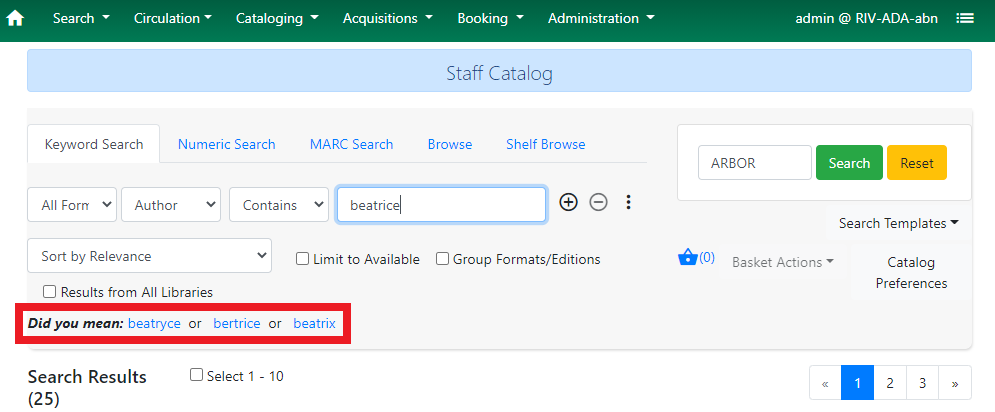 Search Circulation Cataloging Acquisitions Booking Administration admin @ RIV-ADA-abn
Staff Catalog
Keyword Search Numeric Search MARC Search Browse Shelf Browse
ARBOR Search Reset
All Forn Author Contains beatrice
Search Templates
Sort by Relevance Limit to Available Group Formats/Editions
(0) Basket Actions Catalog Preferences
Results from All Libraries
Did you mean: beatryce or bertrice or beatrix
Search Results (25) Select 1 - 10
« 1 2 3 »